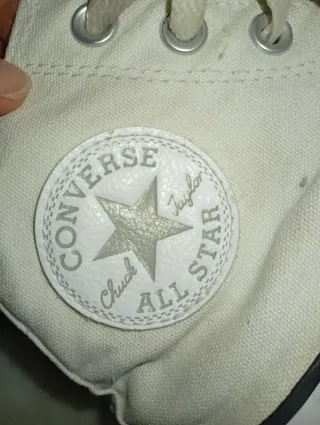 CONVERSE
Chuck Taylor
ALL STAR